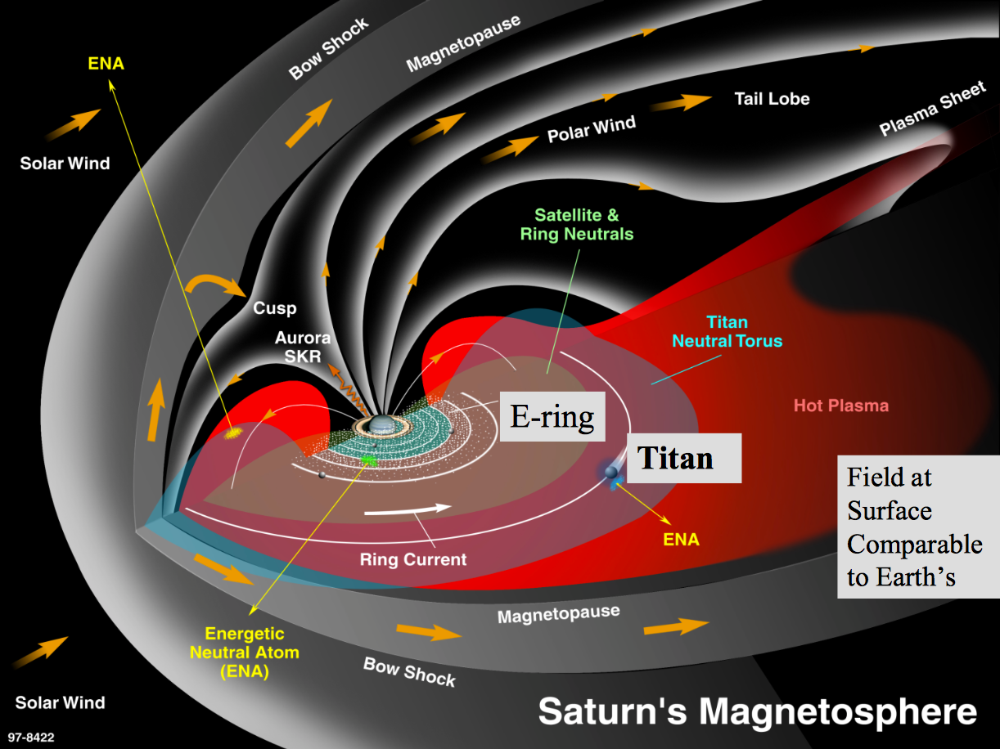 Bow Shock
Magnetopause
ENA
Solar Wind
Tail Lobe
Polar Wind
Plasma Sheet
Satellite &
Ring Neutrals
Cusp
Aurora
SKR
Titan
Neutral Torus
E-ring
Hot Plasma
Titan
Field at
Surface
Comparable
to Earth’s
ENA
Ring Current
Magnetopause
Energetic
Neutral Atom
(ENA)
Bow Shock
Solar Wind
Saturn's Magnetosphere
97-8422